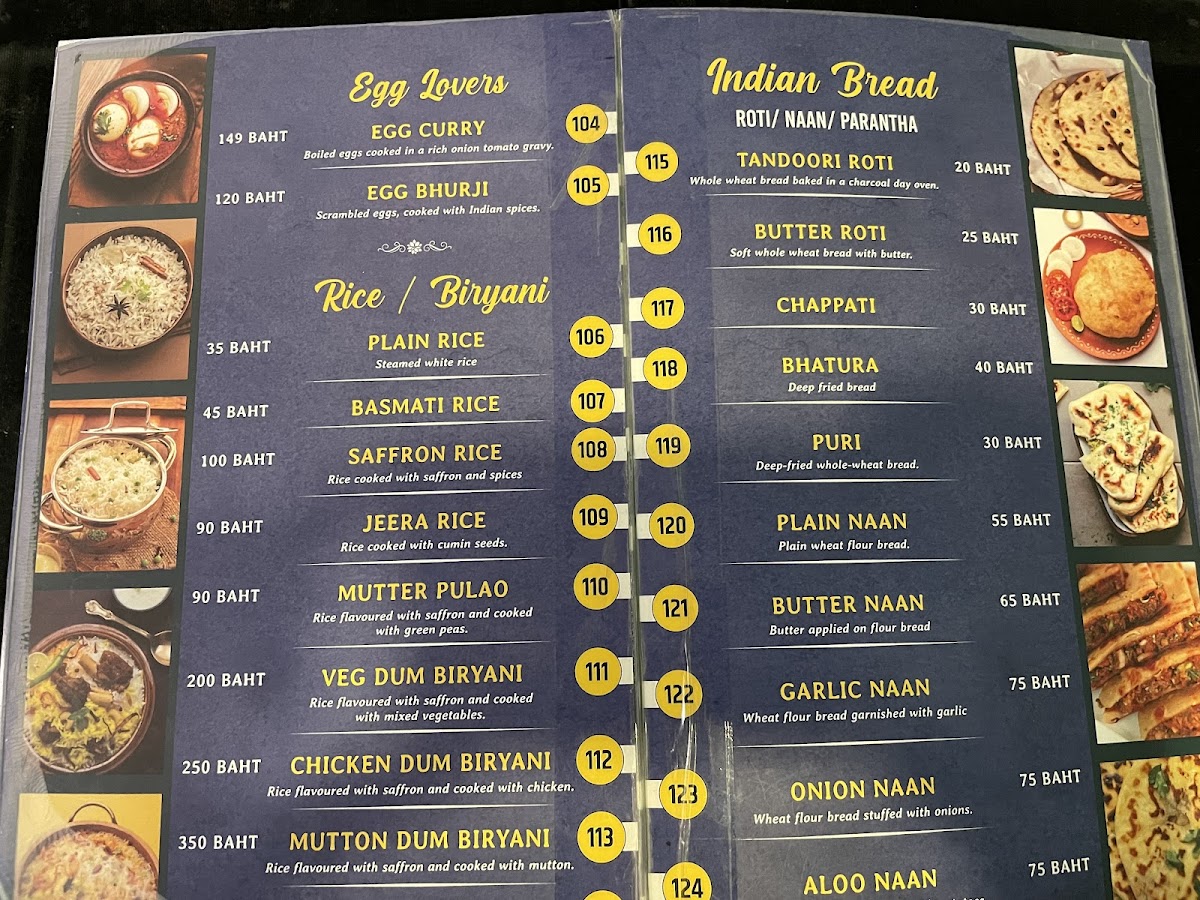 Egg Lovers
149 BAHT EGG CURRY 104
Boiled eggs cooked in a rich onion tomato gravy.
120 BAHT EGG BHURJI 105
Scrambled eggs, cooked with Indian spices.
Rice / Biryani
35 BAHT PLAIN RICE 106
Steamed white rice
45 BAHT BASMATI RICE 107
100 BAHT SAFFRON RICE 108
Rice cooked with saffron and spices
90 BAHT JEERA RICE 109
Rice cooked with cumin seeds.
90 BAHT MUTTER PULAO 110
Rice flavoured with saffron and cooked
with green peas.
200 BAHT VEG DUM BIRYANI 111
Rice flavoured with saffron and cooked
with mixed vegetables.
250 BAHT CHICKEN DUM BIRYANI 112
Rice flavoured with saffron and cooked with chicken.
350 BAHT MUTTON DUM BIRYANI 113
Rice flavoured with saffron and cooked with mutton.
Indian Bread
ROTI/ NAAN/ PARANTHA
115 TANDOORI ROTI 20 BAHT
Whole wheat bread baked in a charcoal day oven.
116 BUTTER ROTI 25 BAHT
Soft whole wheat bread with butter.
117 CHAPPATI 30 BAHT
118 BHATURA 40 BAHT
Deep fried bread
119 PURI 30 BAHT
Deep-fried whole-wheat bread.
120 PLAIN NAAN 55 BAHT
Plain wheat flour bread.
121 BUTTER NAAN 65 BAHT
Butter applied on flour bread
122 GARLIC NAAN 75 BAHT
Wheat flour bread garnished with garlic
123 ONION NAAN 75 BAHT
Wheat flour bread stuffed with onions.
124 ALOO NAAN 75 BAHT